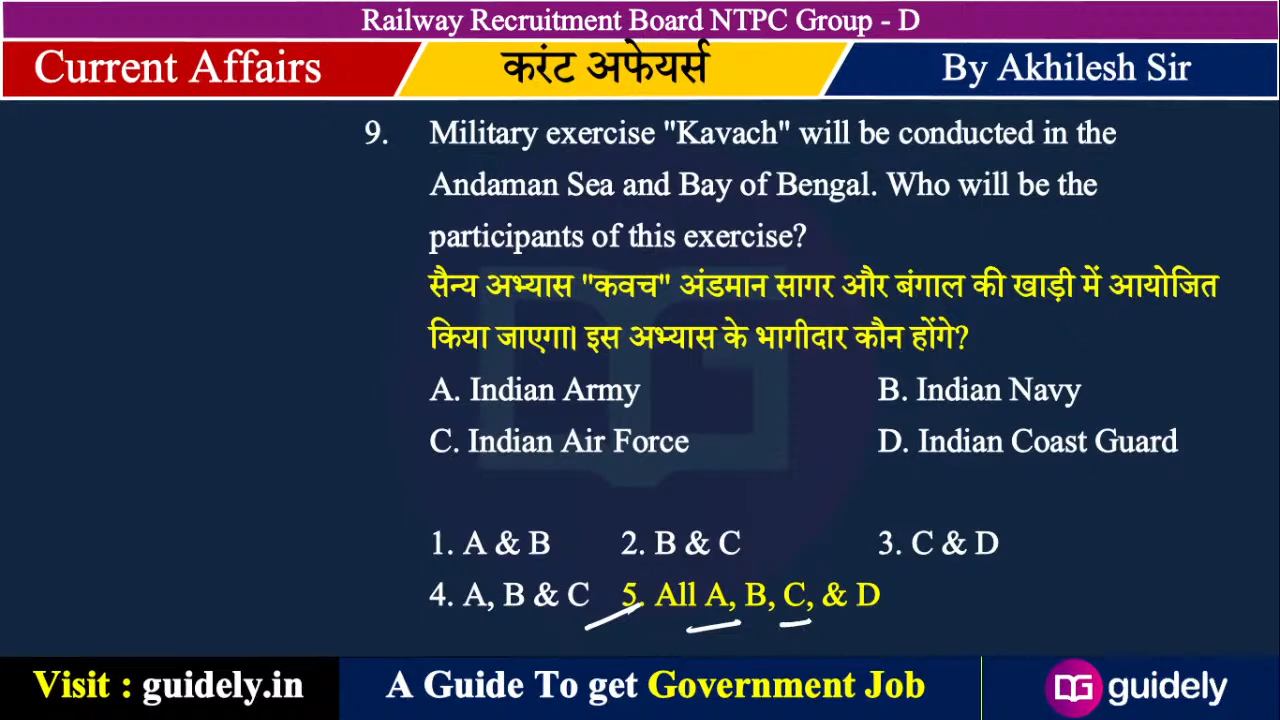 Railway Recruitment Board NTPC Group - D
Current Affairs
करंट अफेयर्स
By Akhilesh Sir
9. Military exercise "Kavach" will be conducted in the
Andaman Sea and Bay of Bengal. Who will be the
participants of this exercise?
सैन्य अभ्यास "कवच" अंडमान सागर और बंगाल की खाड़ी में आयोजित
किया जाएगा। इस अभ्यास के भागीदार कौन होंगे?
A. Indian Army B. Indian Navy
C. Indian Air Force D. Indian Coast Guard
1. A & B 2. B & C 3. C & D
4. A, B & C 5. All A, B, C, & D
Visit : guidely.in
A Guide To get Government Job
guidely